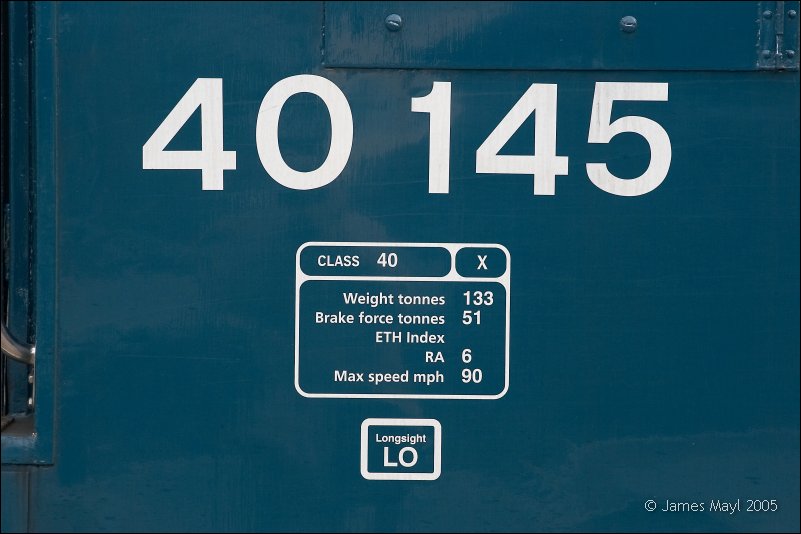 40 145
CLASS 40 X
Weight tonnes 133
Brake force tonnes 51
ETH Index
RA 6
Max speed mph 90
Longsight
LO
© James Mayl 2005